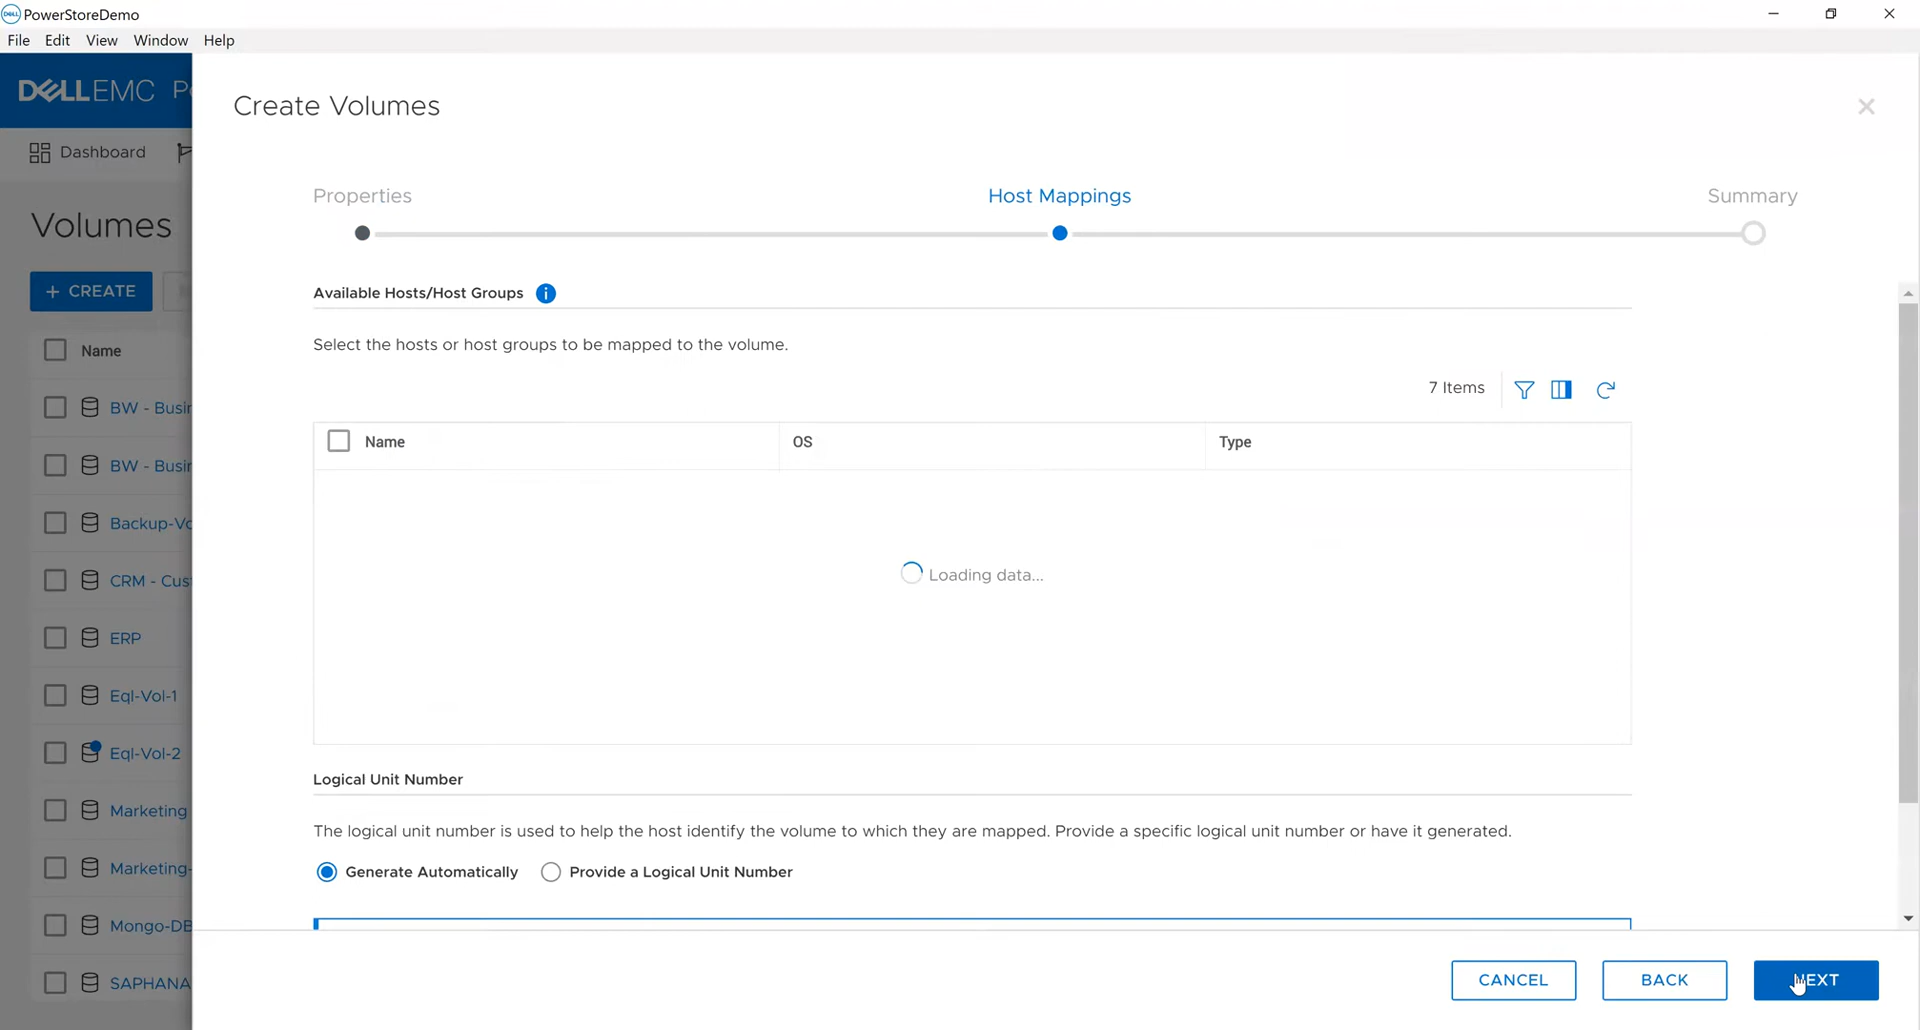 PowerStoreDemo
File Edit View Window Help
DELLEMC
Create Volumes
Dashboard
Properties Host Mappings Summary
Volumes
+ CREATE
Available Hosts/Host Groups i
Name
Select the hosts or host groups to be mapped to the volume.
7 Items
BW - Busi
Name OS Type
BW - Busi
Backup-Vo
Loading data...
CRM - Cus
ERP
Eql-Vol-1
Eql-Vol-2
Logical Unit Number
Marketing
The logical unit number is used to help the host identify the volume to which they are mapped. Provide a specific logical unit number or have it generated.
Marketing-
Generate Automatically Provide a Logical Unit Number
Mongo-DB
SAPHANA
CANCEL BACK NEXT